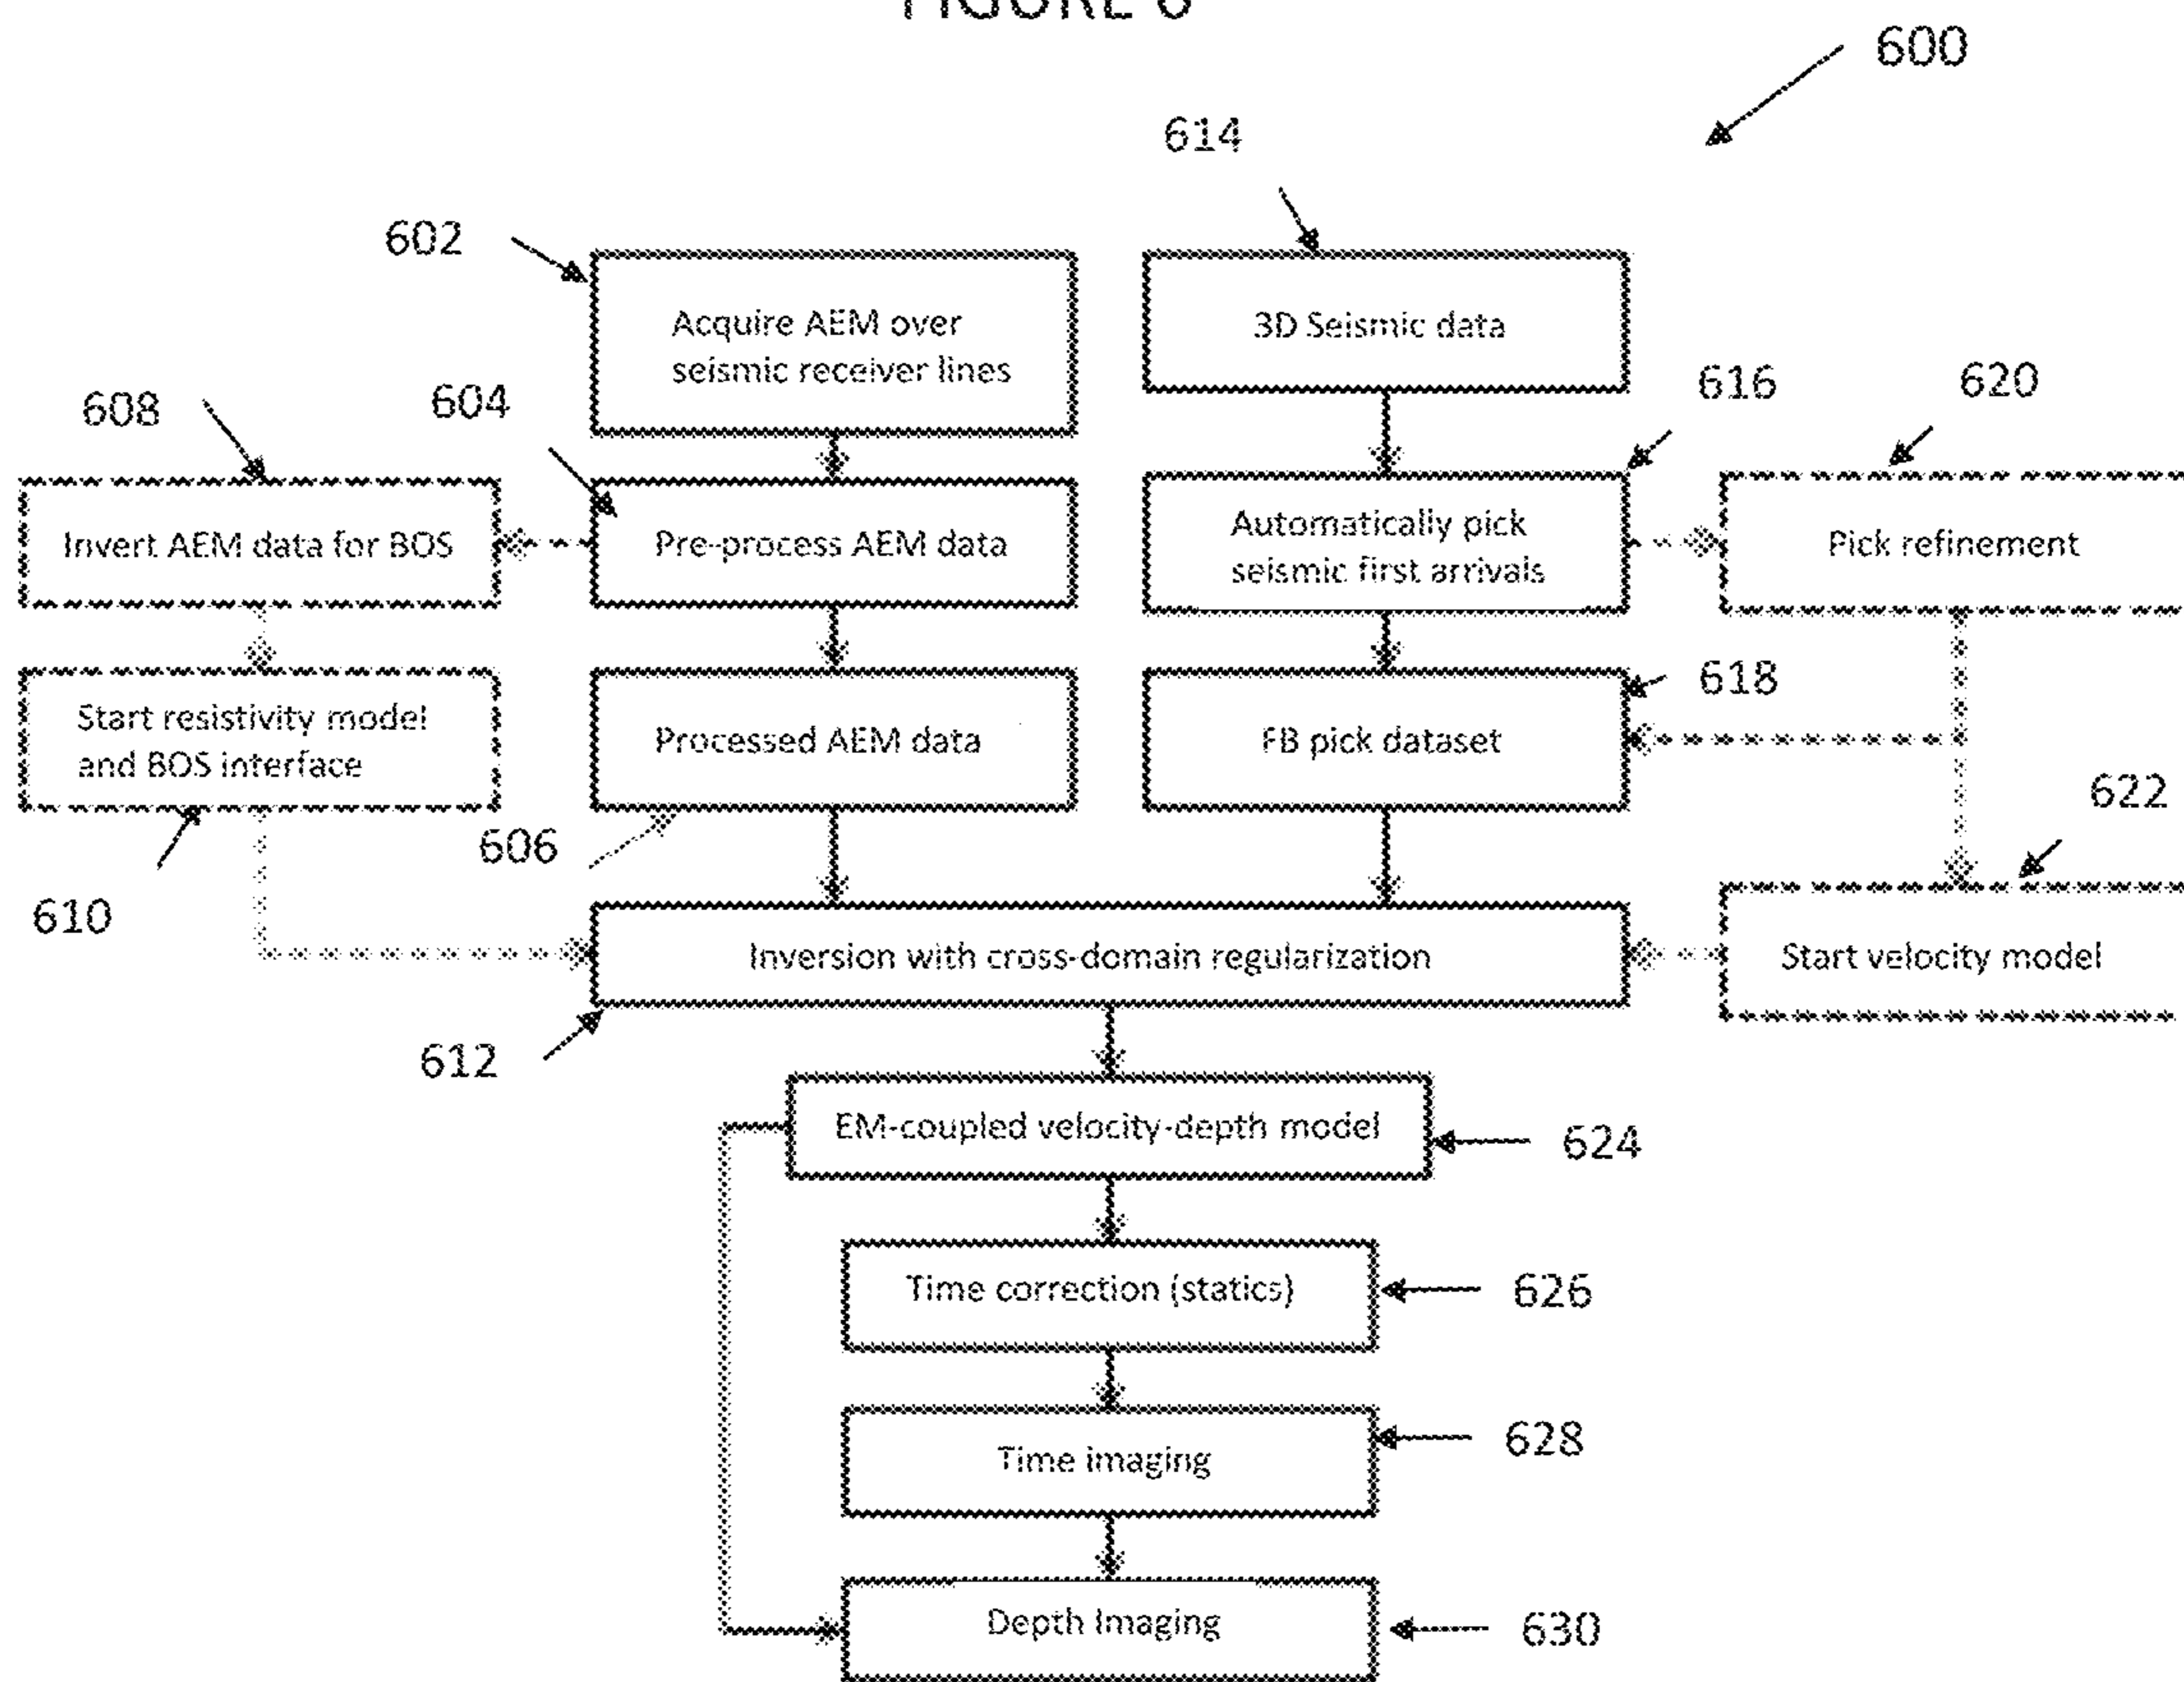 FIGURE 6
600
614
602
Acquire AEM over
seismic receiver lines
3D Seismic data
608
604
616
620
Invert AEM data for BOS
Pre-process AEM data
Automatically pick
seismic first arrivals
Pick refinement
Start resistivity model
and BOS interface
Processed AEM data
FB pick dataset
618
622
606
610
Inversion with cross-domain regularization
Start velocity model
612
EM-coupled velocity-depth model
624
Time correction (statics)
626
Time imaging
628
Depth Imaging
630